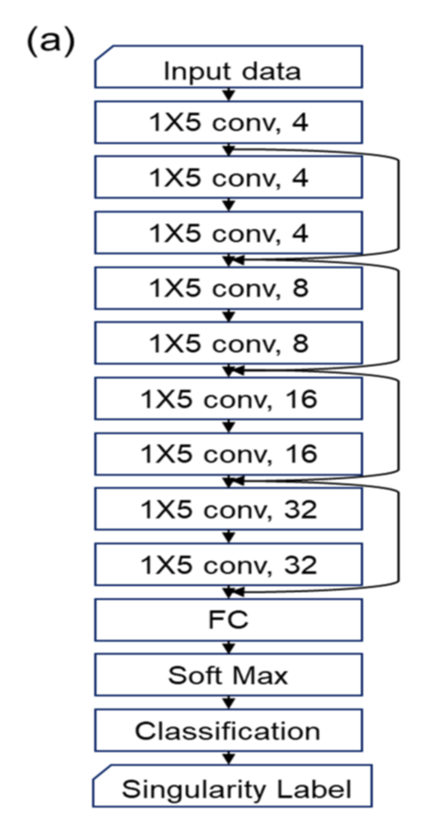 (a)
Input data
1X5 conv, 4
1X5 conv, 4
1X5 conv, 4
1X5 conv, 8
1X5 conv, 8
1X5 conv, 16
1X5 conv, 16
1X5 conv, 32
1X5 conv, 32
FC
Soft Max
Classification
Singularity Label